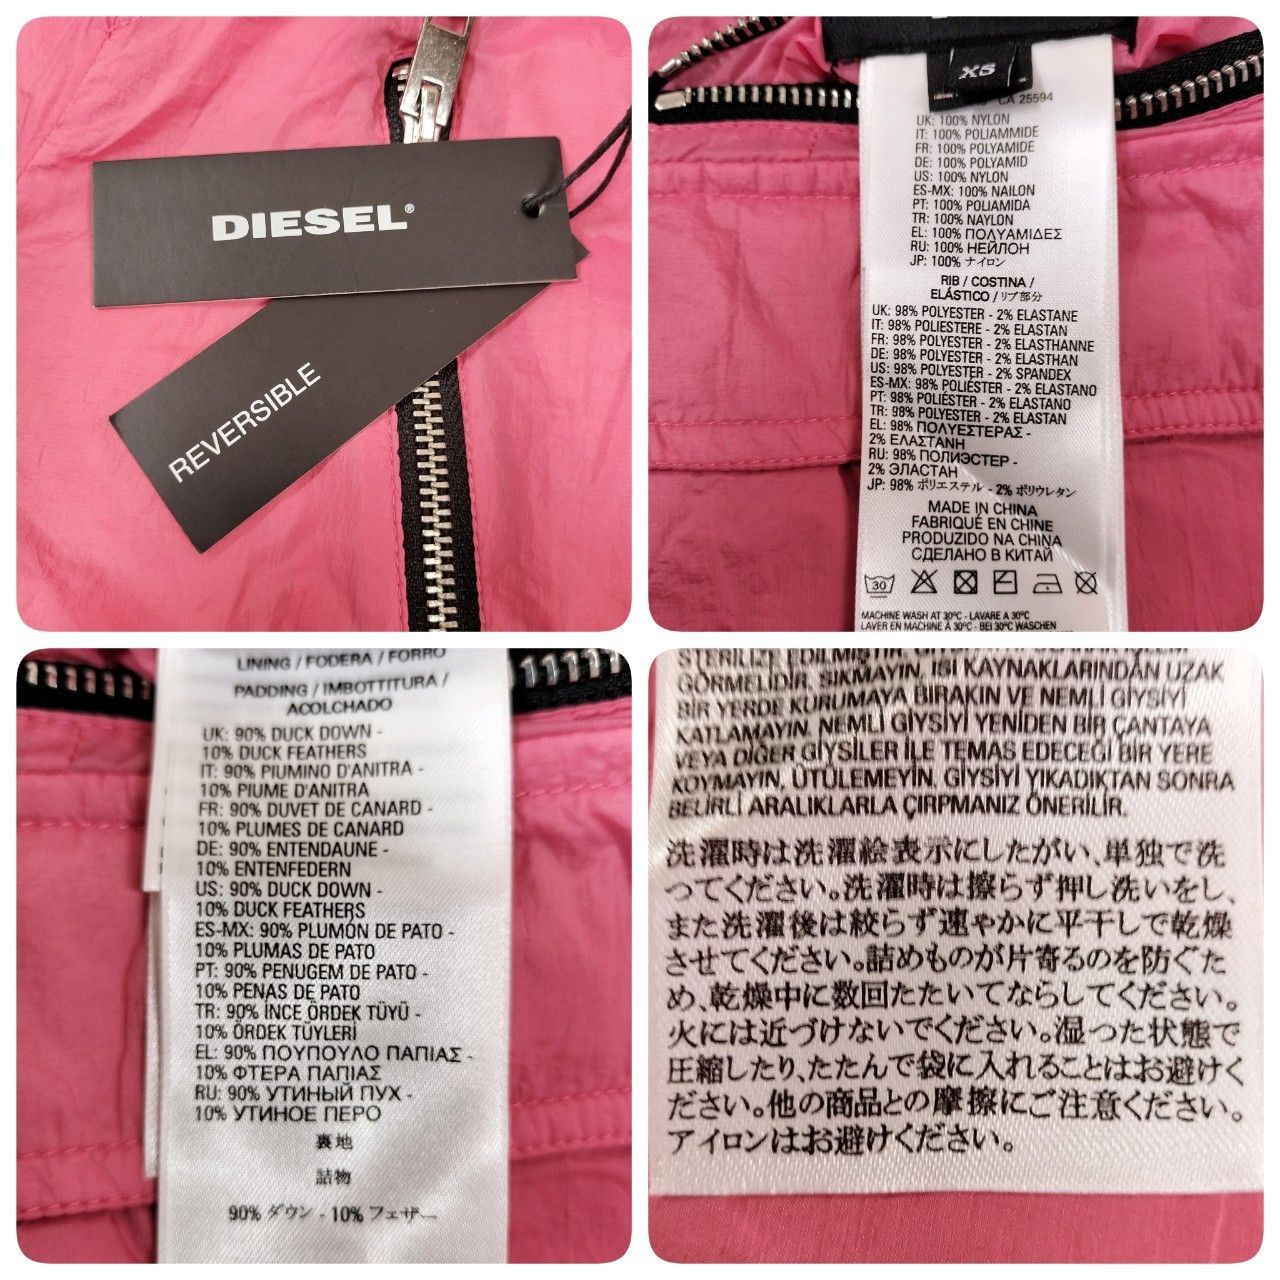 DIESEL®
REVERSIBLE
XS
CA 25594
UK: 100% NYLON
IT: 100% POLIAMMIDE
FR: 100% POLYAMIDE
DE: 100% POLYAMID
US: 100% NYLON
ES-MX: 100% NAILON
PT: 100% POLIAMIDA
TR: 100% NAYLON
EL: 100% ΠΟΛΥΑΜΙΔΕΣ
RU: 100% НЕЙЛОН
JP: 100% ナイロン
RIB / COSTINA /
ELÁSTICO / リブ部分
UK: 98% POLYESTER - 2% ELASTANE
IT: 98% POLIESTERE - 2% ELASTAN
FR: 98% POLYESTER - 2% ELASTHANNE
DE: 98% POLYESTER - 2% ELASTHAN
US: 98% POLYESTER - 2% SPANDEX
ES-MX: 98% POLIÉSTER - 2% ELASTANO
PT: 98% POLIÉSTER - 2% ELASTANO
TR: 98% POLYESTER - 2% ELASTAN
EL: 98% ΠΟΛΥΕΣΤΕΡΑΣ -
2% ΕΛΑΣΤΑΝΗ
RU: 98% ПОЛИЭСТЕР -
2% ЭЛАСТАН
JP: 98% ポリエステル - 2% ポリウレタン
MADE IN CHINA
FABRIQUÉ EN CHINE
PRODUZIDO NA CHINA
СДЕЛАНО В КИТАЙ
30
MACHINE WASH AT 30ºC - LAVARE A 30ºC
LAVER EN MACHINE À 30ºC - BEI 30ºC WASCHEN
LINING / FODERA / FORRO
PADDING / IMBOTTITURA /
ACOLCHADO
UK: 90% DUCK DOWN -
10% DUCK FEATHERS
IT: 90% PIUMINO D'ANITRA -
10% PIUME D'ANITRA
FR: 90% DUVET DE CANARD -
10% PLUMES DE CANARD
DE: 90% ENTENDAUNE -
10% ENTENFEDERN
US: 90% DUCK DOWN -
10% DUCK FEATHERS
ES-MX: 90% PLUMÓN DE PATO -
10% PLUMAS DE PATO
PT: 90% PENUGEM DE PATO -
10% PENAS DE PATO
TR: 90% İNCE ÖRDEK TÜYÜ -
10% ÖRDEK TÜYLERİ
EL: 90% ΠΟΥΠΟΥΛΟ ΠΑΠΙΑΣ -
10% ΦΤΕΡΑ ΠΑΠΙΑΣ
RU: 90% УТИНЫЙ ПУХ -
10% УТИНОЕ ПЕРО
裏地
詰物
90% ダウン - 10% フェザー
GÖRMELİDİR. SIKMAYIN, ISI KAYNAKLARINDAN UZAK
BİR YERDE KURUMAYA BIRAKIN VE NEMLİ GİYSİYİ
KATLAMAYIN. NEMLİ GİYSİYİ YENİDEN BİR ÇANTAYA
VEYA DİĞER GİYSİLER İLE TEMAS EDECEĞİ BİR YERE
KOYMAYIN. ÜTÜLEMEYİN. GİYSİYİ YIKADIKTAN SONRA
BELİRLİ ARALIKLARLA ÇIRPMANIZ ÖNERİLİR.
洗濯時は洗濯絵表示にしたがい、単独で洗
ってください。洗濯時は擦らず押し洗いをし、
また洗濯後は絞らず速やかに平干しで乾燥
させてください。詰めものが片寄るのを防ぐた
め、乾燥中に数回たたいてならしてください。
火には近づけないでください。湿った状態で
圧縮したり、たたんで袋に入れることはお避けく
ださい。他の商品との摩擦にご注意ください。
アイロンはお避けください。